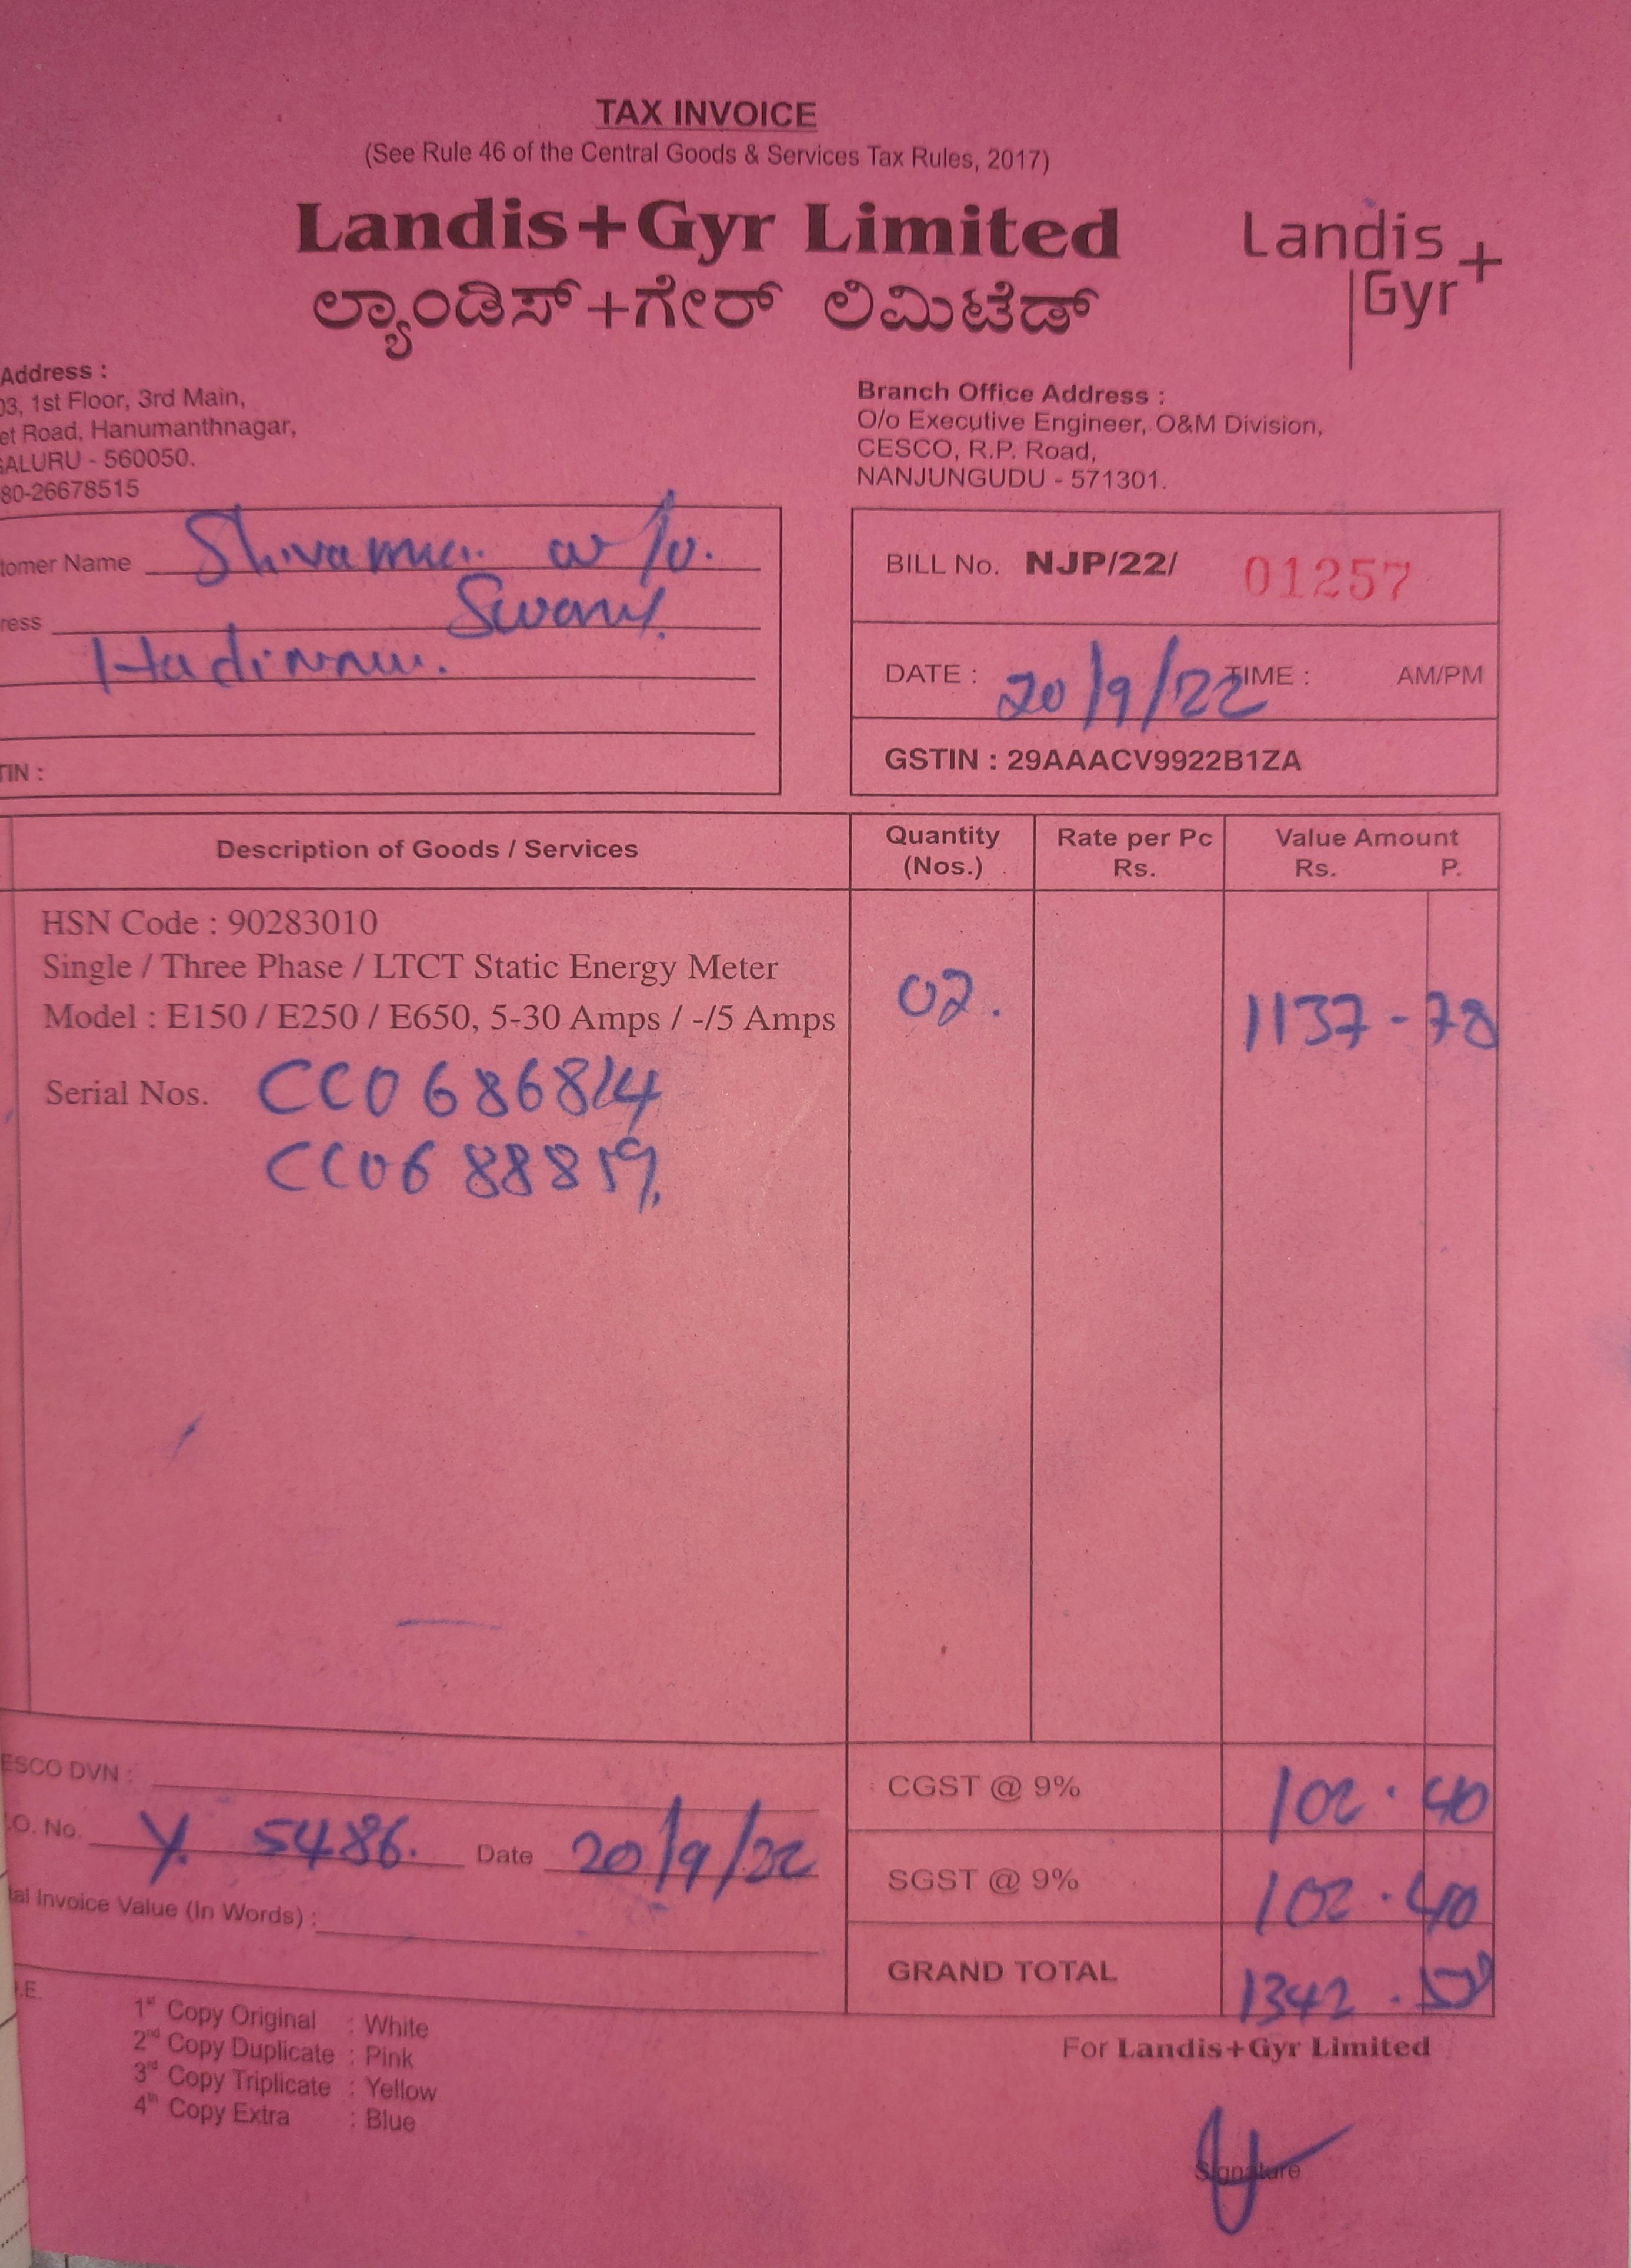 TAX INVOICE
(See Rule 46 of the Central Goods & Services Tax Rules, 2017)
Landis+Gyr Limited
ಲ್ಯಾಂಡಿಸ್+ಗೇರ್ ಲಿಮಿಟೆಡ್
Landis+
Gyr
Address :
03, 1st Floor, 3rd Main,
et Road, Hanumanthnagar,
GALURU - 560050.
80-26678515
Branch Office Address :
O/o Executive Engineer, O&M Division,
CESCO, R.P. Road,
NANJUNGUDU - 571301.
tomer Name w/o.
ress Swamy.
TIN :
BILL No. NJP/22/ 01257
DATE : 20/9/22 TIME : AM/PM
GSTIN : 29AAACV9922B1ZA
Description of Goods / Services
Quantity
(Nos.)
Rate per Pc
Rs.
Value Amount
Rs. P.
HSN Code : 90283010
Single / Three Phase / LTCT Static Energy Meter
Model : E150 / E250 / E650, 5-30 Amps / -/5 Amps
02.
1137-78
Serial Nos. CC0686814
CC0688859.
ESCO DVN :
.O. No. Y. 5486. Date 20/9/22
tal Invoice Value (In Words) :
CGST @ 9% 102.40
SGST @ 9% 102.40
GRAND TOTAL 1342.58
.E.
1st Copy Original : White
2nd Copy Duplicate : Pink
3rd Copy Triplicate : Yellow
4th Copy Extra : Blue
For Landis+Gyr Limited
Signature